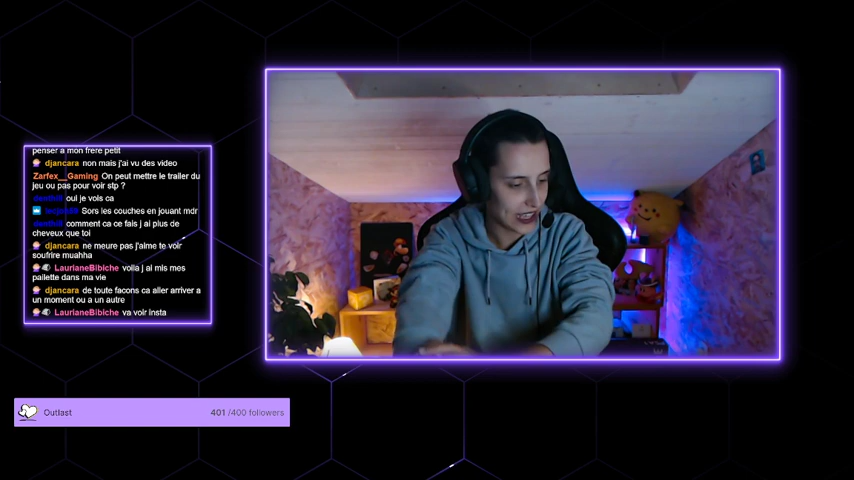 penser a mon frere petit
djancara non mais j'ai vu des video
Zarfex__Gaming On peut mettre le trailer du
jeu ou pas pour voir stp ?
oui je vois ca
Sors les couches en jouant mdr
comment ca ce fais j ai plus de
cheveux que toi
djancara ne meure pas j'aime te voir
soufrire muahha
LaurianeBibiche voila j ai mis mes
pailette dans ma vie
djancara de toute facons ca aller arriver a
un moment ou a un autre
LaurianeBibiche va voir insta
Outlast 401 /400 followers